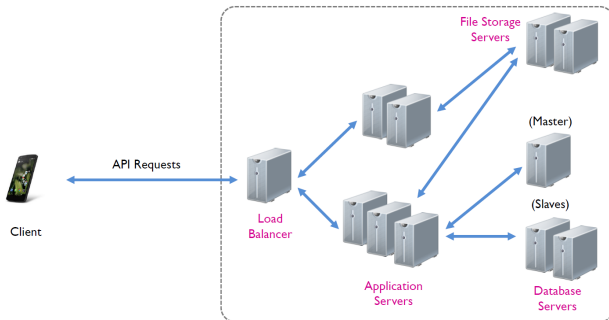 File Storage
Servers
(Master)
API Requests
(Slaves)
Load
Balancer
Client
Application
Servers
Database
Servers